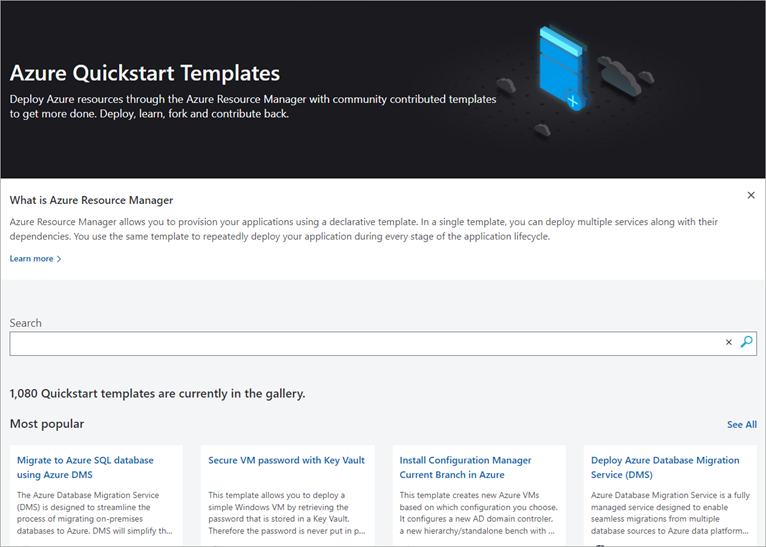 Azure Quickstart Templates
Deploy Azure resources through the Azure Resource Manager with community contributed templates
to get more done. Deploy, learn, fork and contribute back.
What is Azure Resource Manager
Azure Resource Manager allows you to provision your applications using a declarative template. In a single template, you can deploy multiple services along with their
dependencies. You use the same template to repeatedly deploy your application during every stage of the application lifecycle.
Learn more >
Search
1,080 Quickstart templates are currently in the gallery.
Most popular
See All
Migrate to Azure SQL database
using Azure DMS
The Azure Database Migration Service
(DMS) is designed to streamline the
process of migrating on-premises
databases to Azure. DMS will simplify th...
Secure VM password with Key Vault
This template allows you to deploy a
simple Windows VM by retrieving the
password that is stored in a Key Vault.
Therefore the password is never put in p...
Install Configuration Manager
Current Branch in Azure
This template creates new Azure VMs
based on which configuration you choose.
It configures a new AD domain controler,
a new hierarchy/standalone bench with ...
Deploy Azure Database Migration
Service (DMS)
Azure Database Migration Service is a fully
managed service designed to enable
seamless migrations from multiple
database sources to Azure data platform...